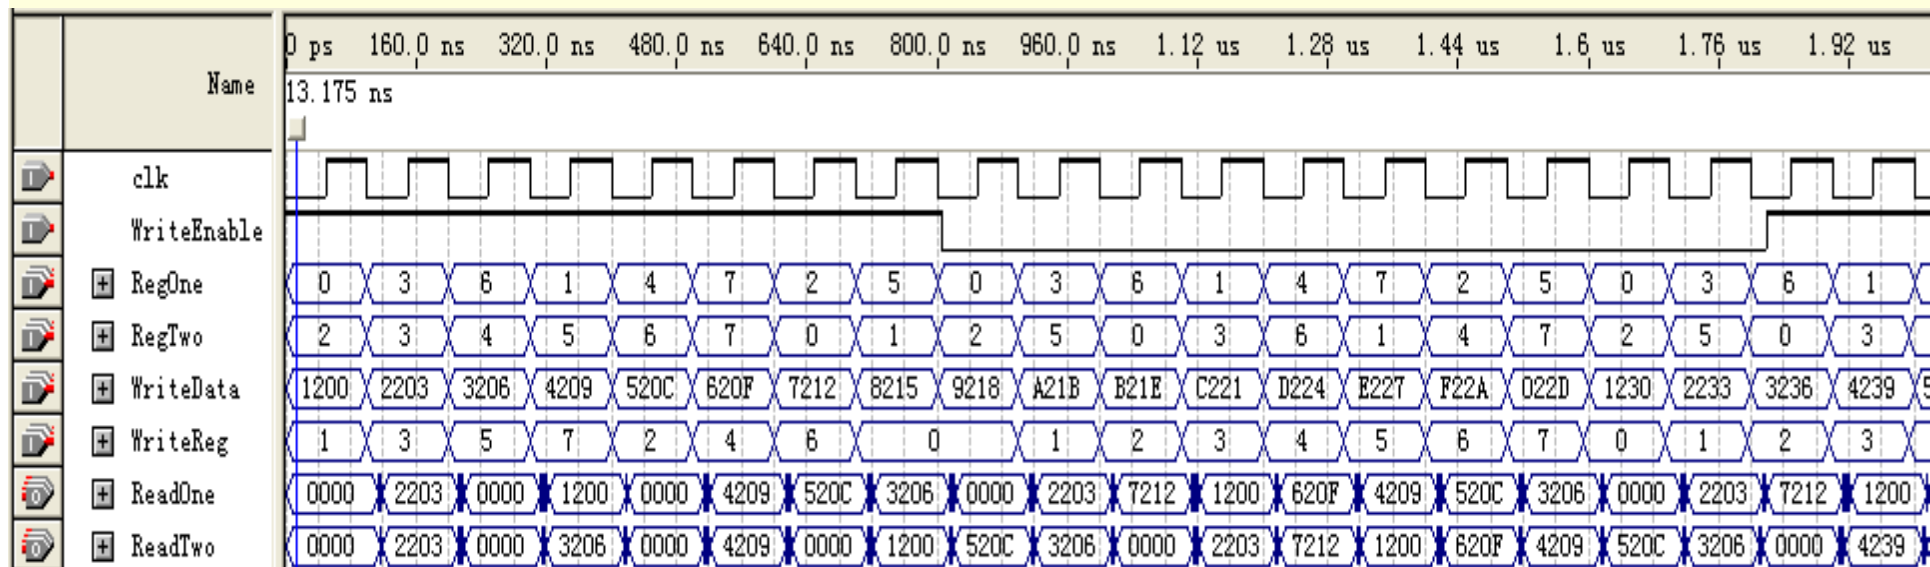 0 ps 160.0 ns 320.0 ns 480.0 ns 640.0 ns 800.0 ns 960.0 ns 1.12 us 1.28 us 1.44 us 1.6 us 1.76 us 1.92 us
Name
13.175 ns
clk
WriteEnable
RegOne 0 3 6 1 4 7 2 5 0 3 6 1 4 7 2 5 0 3 6 1
RegTwo 2 3 4 5 6 7 0 1 2 5 0 3 6 1 4 7 2 5 0 3
WriteData 1200 2203 3206 4209 520C 620F 7212 8215 9218 A21B B21E C221 D224 E227 F22A 022D 1230 2233 3236 4239 5
WriteReg 1 3 5 7 2 4 6 0 1 2 3 4 5 6 7 0 1 2 3
ReadOne 0000 2203 0000 1200 0000 4209 520C 3206 0000 2203 7212 1200 620F 4209 520C 3206 0000 2203 7212 1200
ReadTwo 0000 2203 0000 3206 0000 4209 0000 1200 520C 3206 0000 2203 7212 1200 620F 4209 520C 3206 0000 4239